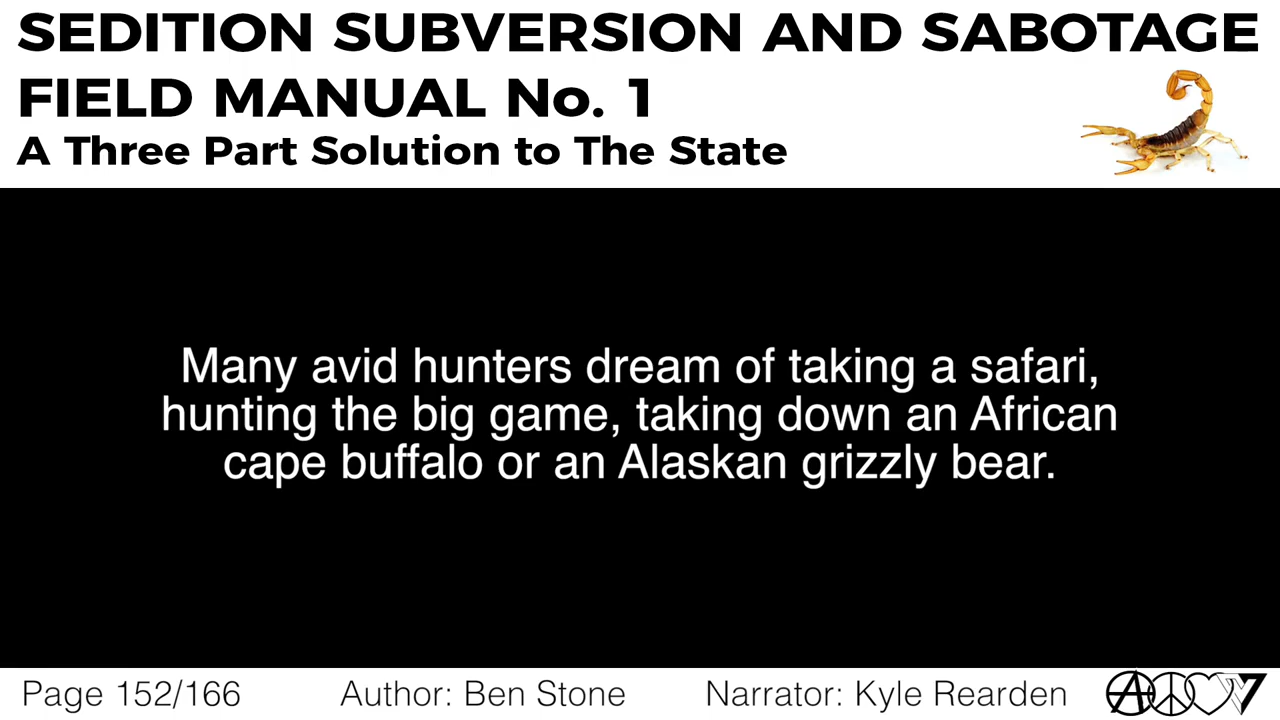 SEDITION SUBVERSION AND SABOTAGE
FIELD MANUAL No. 1
A Three Part Solution to The State
Many avid hunters dream of taking a safari,
hunting the big game, taking down an African
cape buffalo or an Alaskan grizzly bear.
Page 152/166 Author: Ben Stone Narrator: Kyle Rearden